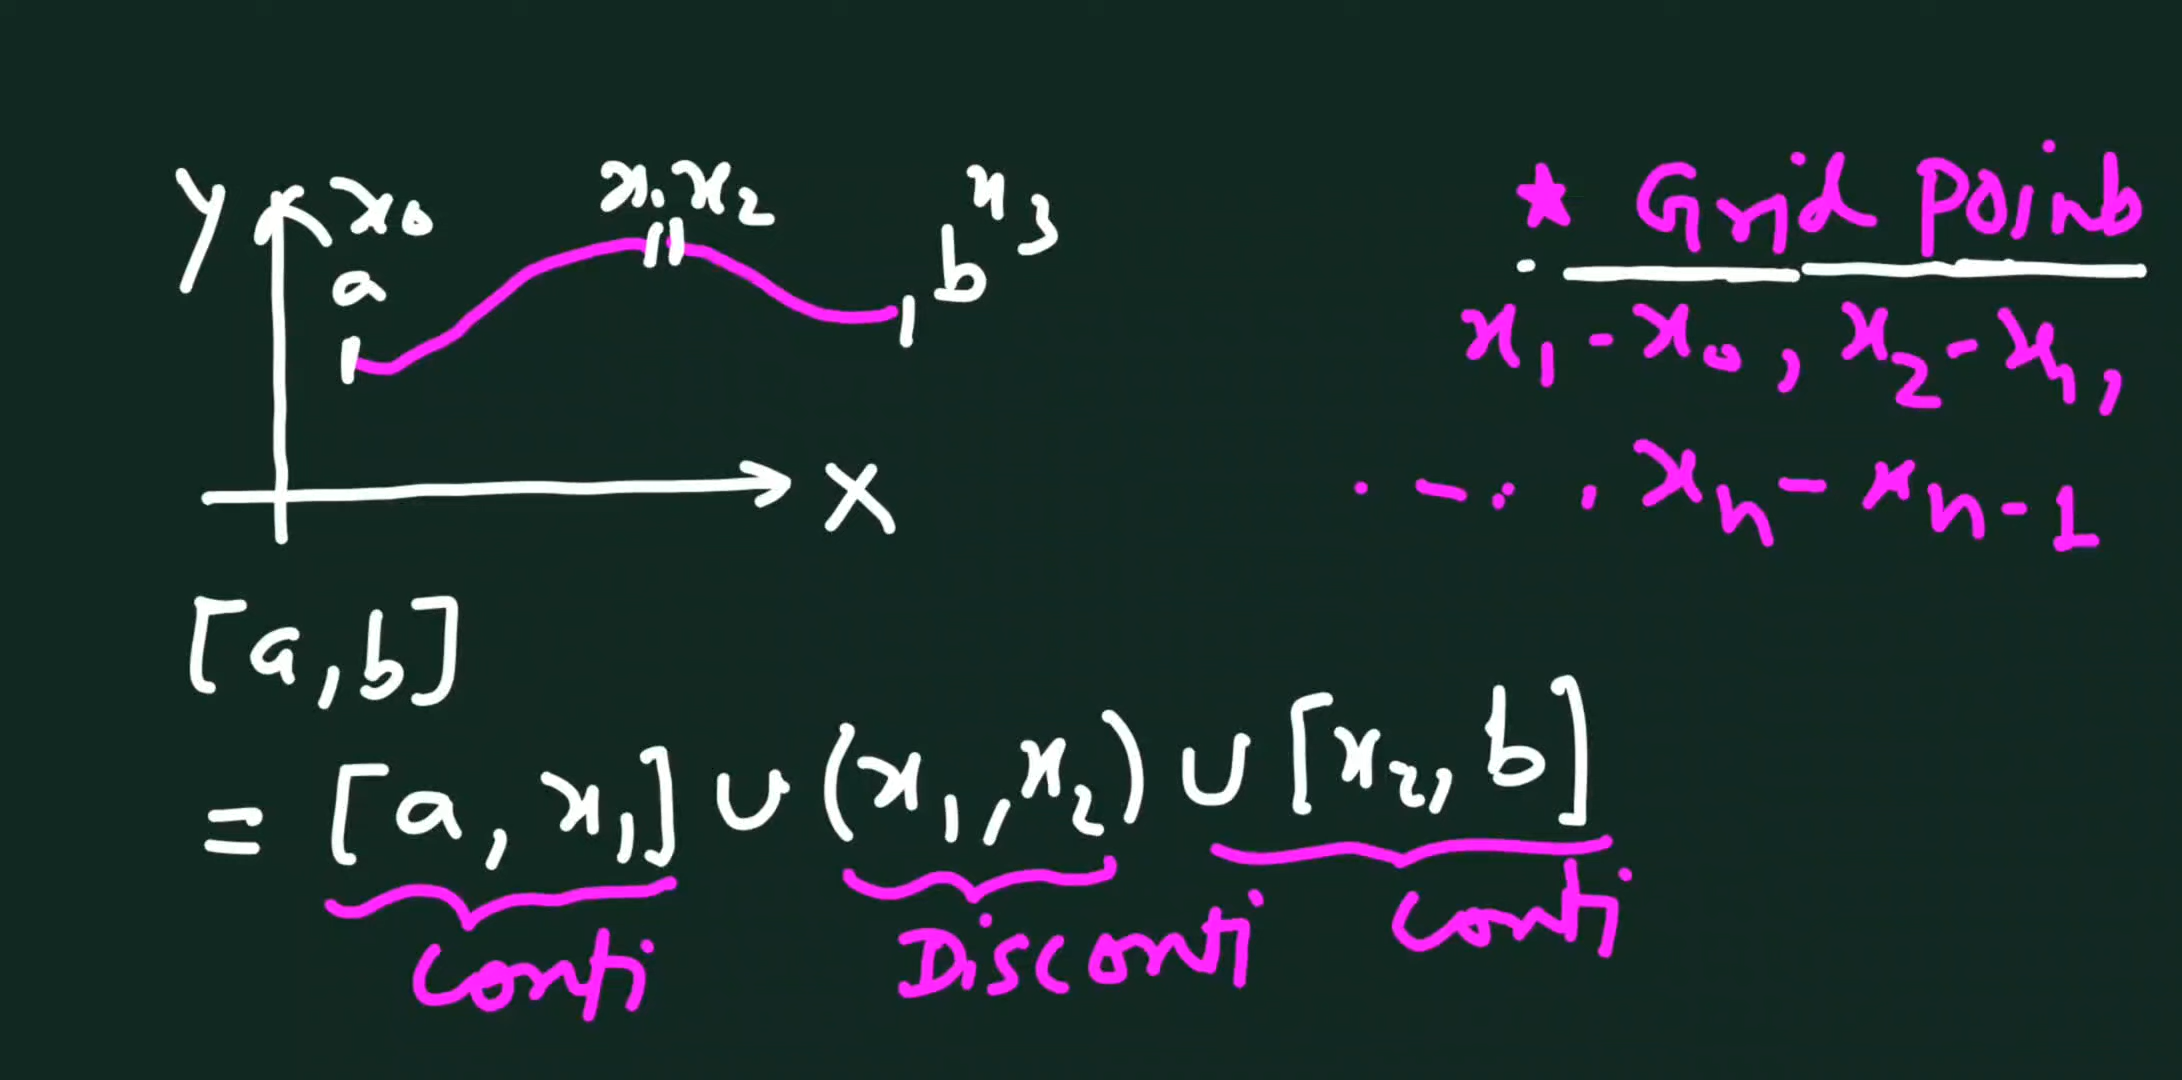 Y x₀ x₁ x₂ x₃
a b
X
★ Grid Points
x₁ - x₀, x₂ - x₁,
. - . . , xₙ - xₙ₋₁
[a, b]
= [a, x₁] ∪ (x₁, x₂) ∪ [x₂, b]
Conti Disconti Conti